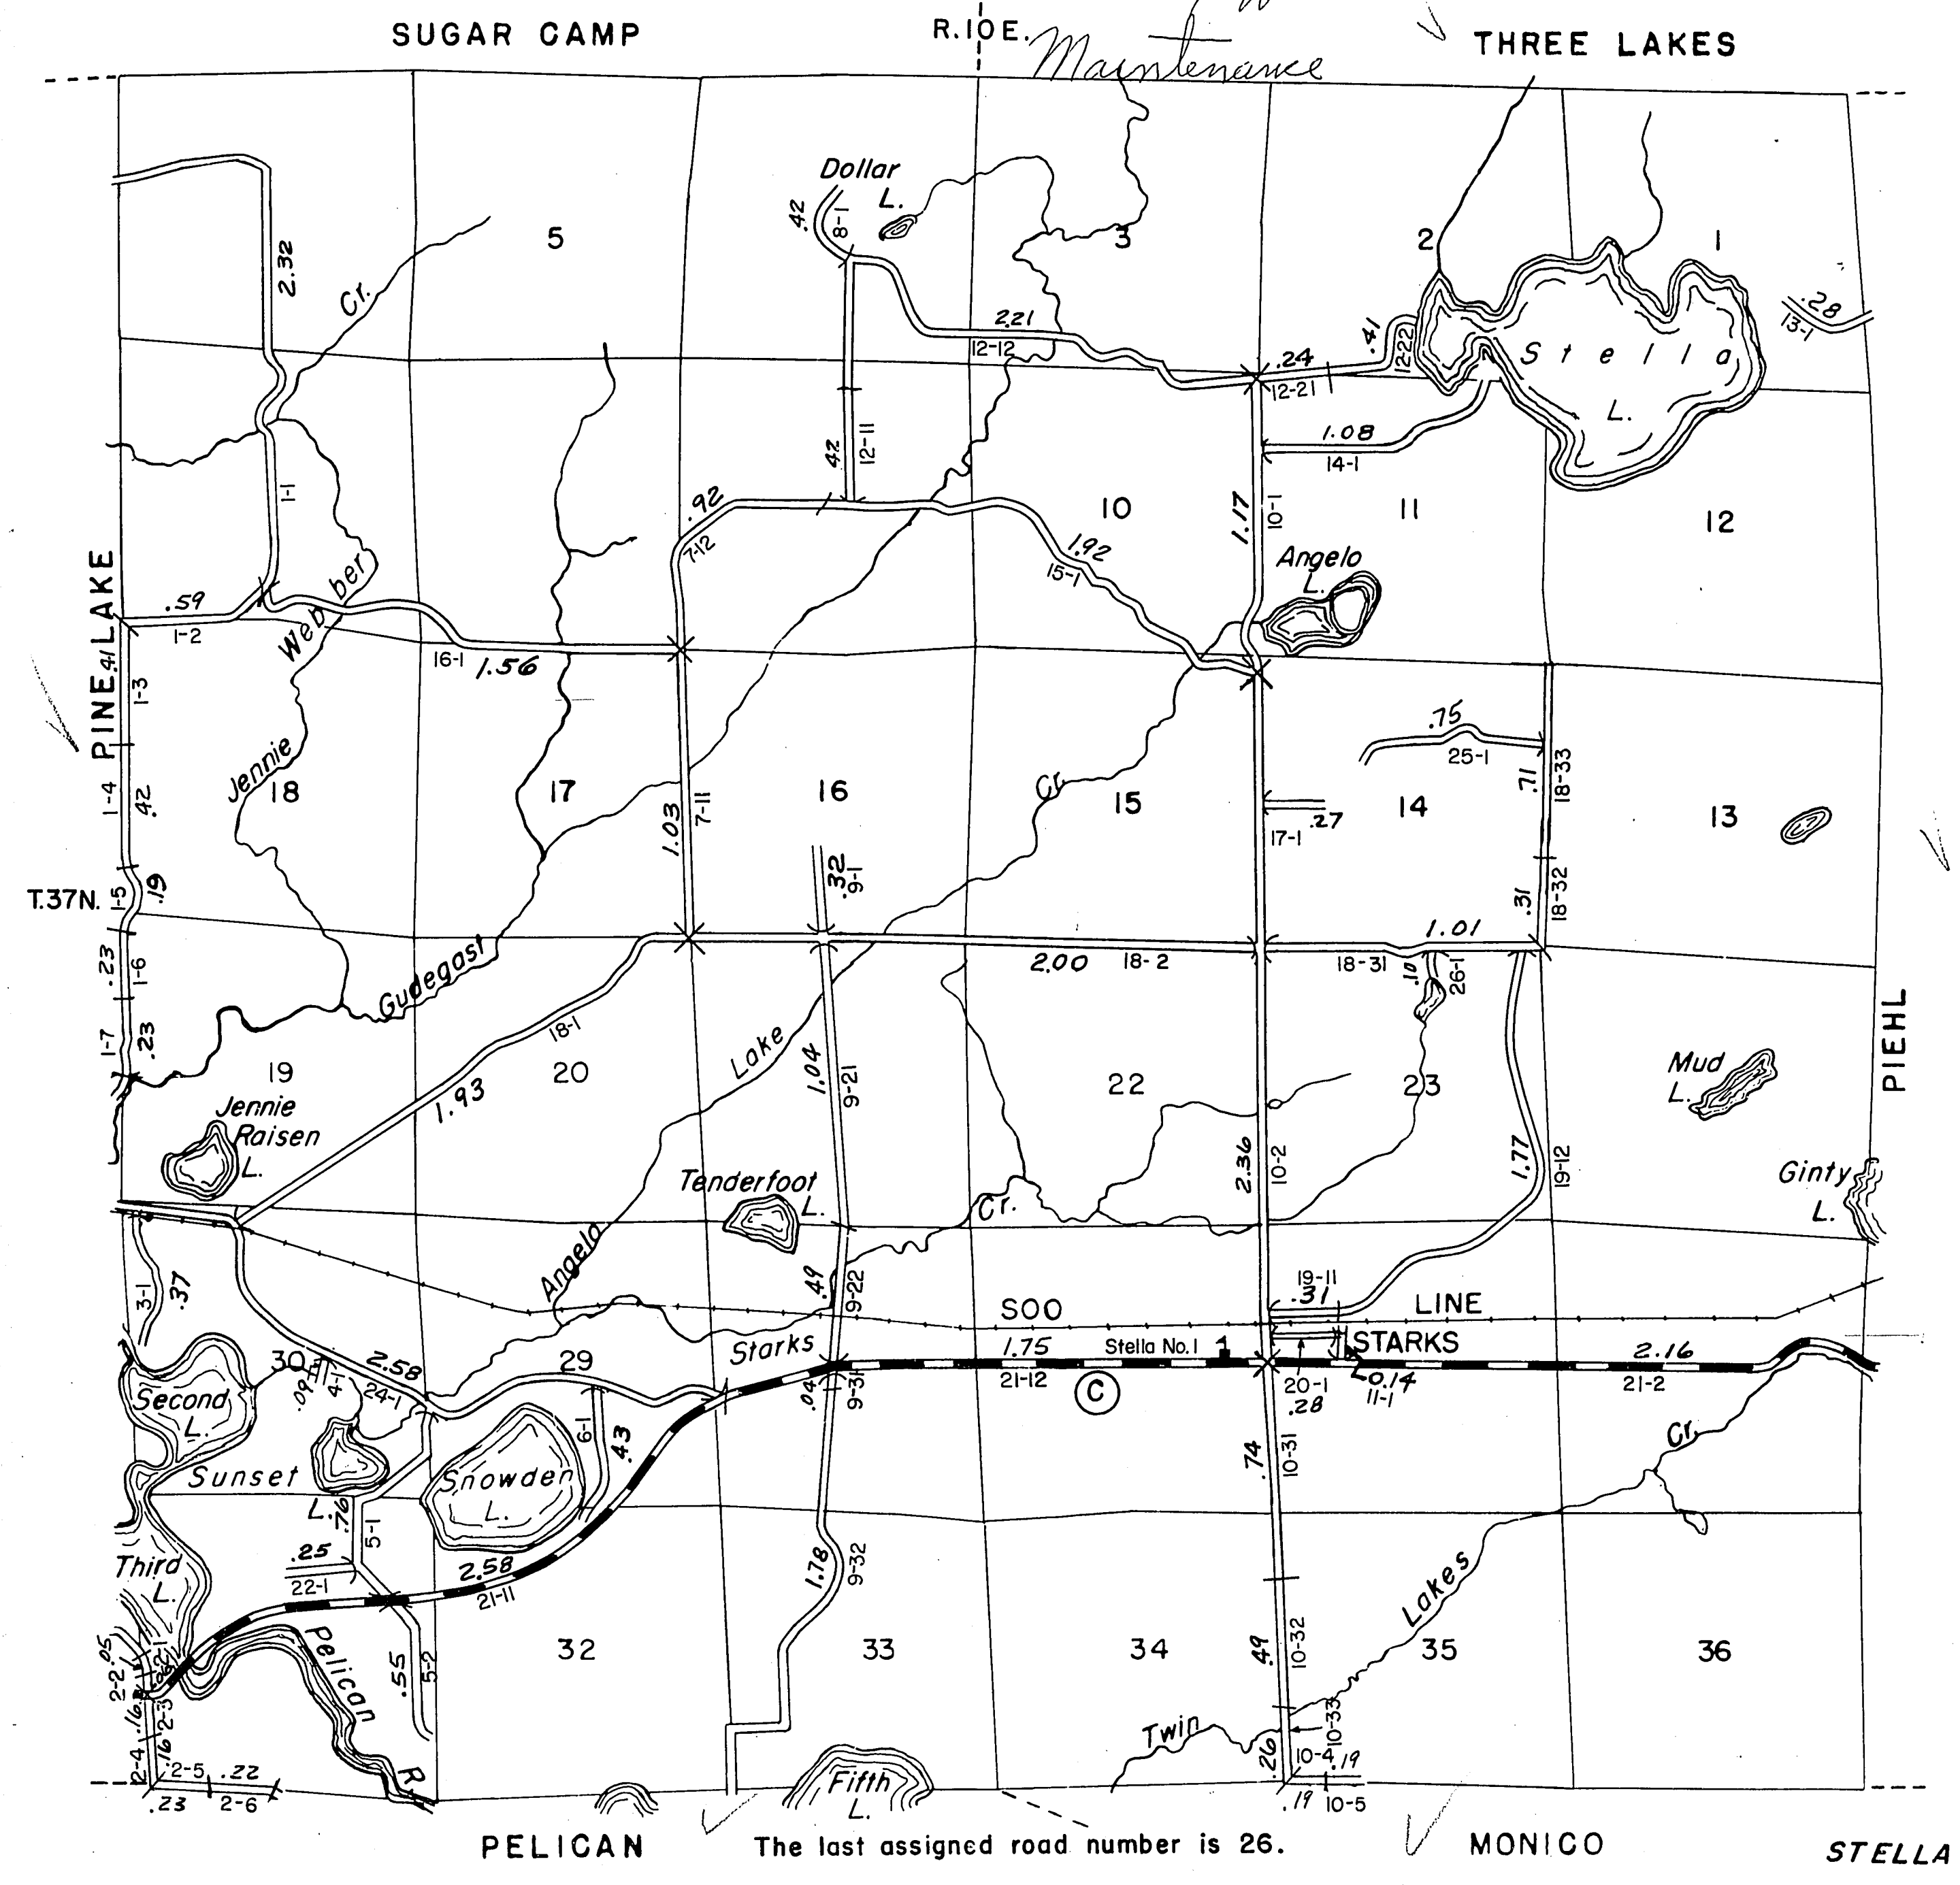 SUGAR CAMP
R.10E.
Maintenance
THREE LAKES
Dollar
L.
.42
8-1
5
3
2
1
2.32
Cr.
.28
13-1
2.21
12-12
.41
12-22
.24
12-21
Stella
L.
1.08
14-1
42
12-11
1-1
.92
7-12
10
1.17
10-1
11
12
1.92
15-1
Angelo
L.
PINE LAKE
.59
1-2
Webber
.41
1-3
16-1
1.56
.75
25-1
.71
18-33
Jennie
18
17
16
15
Cr.
14
13
1-4
.42
1.03
7-11
17-1
.27
.32
9-1
T.37N.
1-5
.19
.31
18-32
1.01
.23
1-6
Gudegast
2.00
18-2
18-31
.10
26-1
1-7
.23
18-1
19
20
Lake
1.04
9-21
22
23
Mud
L.
PIEHL
1.93
Jennie
Raisen
L.
Tenderfoot
L.
2.36
10-2
1.77
19-12
Ginty
L.
Cr.
Angelo
3-1
.37
.49
9-22
19-11
.31
SOO
LINE
Starks
1.75
Stella No.1
1
STARKS
2.16
30
2.58
29
.09
4-1
24-1
.04
9-31
21-12
C
20-1
.28
0.14
11-1
21-2
Second
L.
6-1
.43
.74
10-31
Cr.
Sunset
L.
Snowden
L.
.76
5-1
Third
L.
.25
22-1
2.58
21-11
1.78
9-32
Lakes
Pelican
R.
.05
2-2
2-1
.55
5-2
32
33
34
.49
10-32
35
36
.16
2-3
2-4
.16
Twin
10-33
.26
10-4
.19
2-5
.22
.23
2-6
Fifth
L.
.19
10-5
PELICAN
The last assigned road number is 26.
MONICO
STELLA